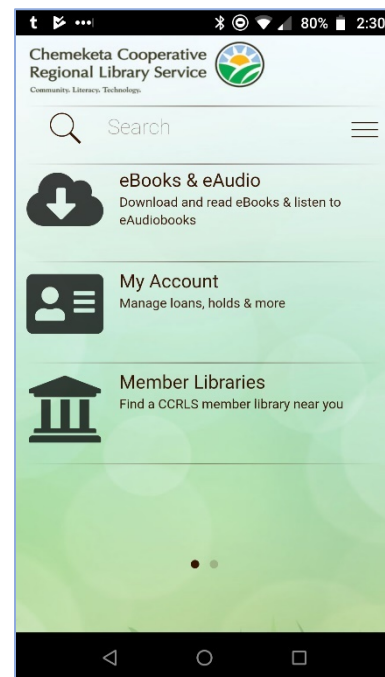 t 80% 2:30
Chemeketa Cooperative
Regional Library Service
Community. Literacy. Technology.
Search
eBooks & eAudio
Download and read eBooks & listen to
eAudiobooks
My Account
Manage loans, holds & more
Member Libraries
Find a CCRLS member library near you